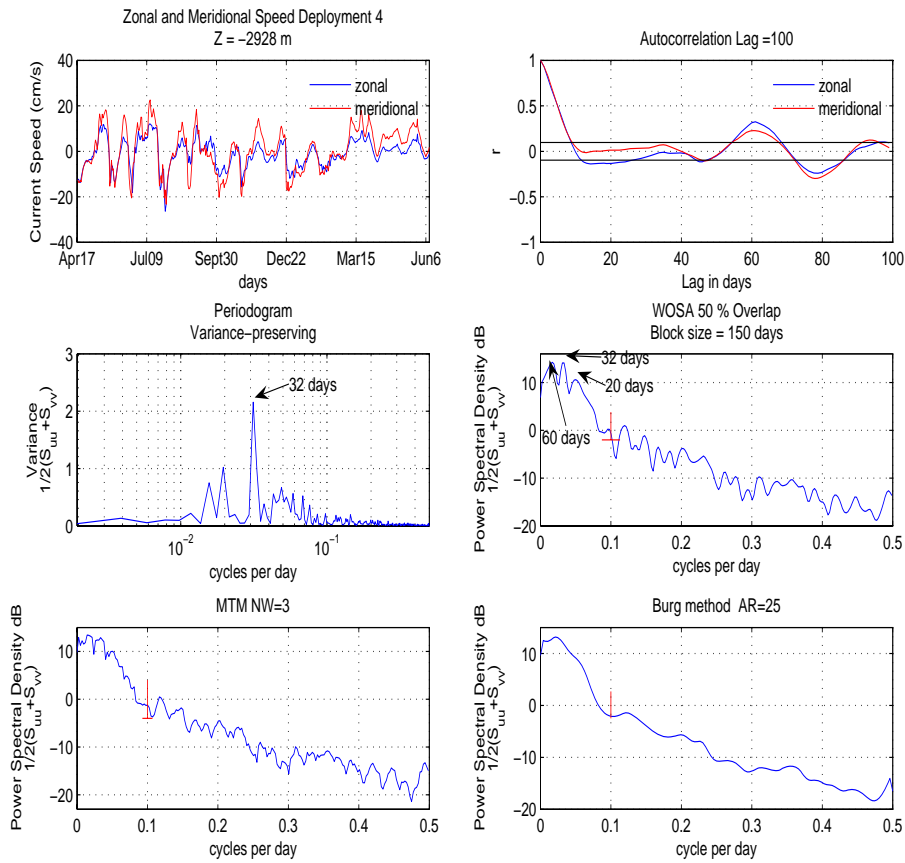 Zonal and Meridional Speed Deployment 4
Z = −2928 m
Current Speed (cm/s)
40
20
0
−20
−40
zonal
meridional
Apr17 Jul09 Sept30 Dec22 Mar15 Jun6
days
Autocorrelation Lag =100
r
1
0.5
0
−0.5
−1
zonal
meridional
0 20 40 60 80 100
Lag in days
Periodogram
Variance−preserving
Variance
1/2(S_uu+S_vv)
3
2
1
0
32 days
10^−2 10^−1
cycles per day
WOSA 50 % Overlap
Block size = 150 days
Power Spectral Density dB
1/2(S_uu+S_vv)
10
0
−10
−20
32 days
20 days
60 days
0 0.1 0.2 0.3 0.4 0.5
cycles per day
MTM NW=3
Power Spectral Density dB
1/2(S_uu+S_vv)
10
0
−10
−20
0 0.1 0.2 0.3 0.4 0.5
cycles per day
Burg method AR=25
Power Spectral Density dB
1/2(S_uu+S_vv)
10
0
−10
−20
0 0.1 0.2 0.3 0.4 0.5
cycles per day